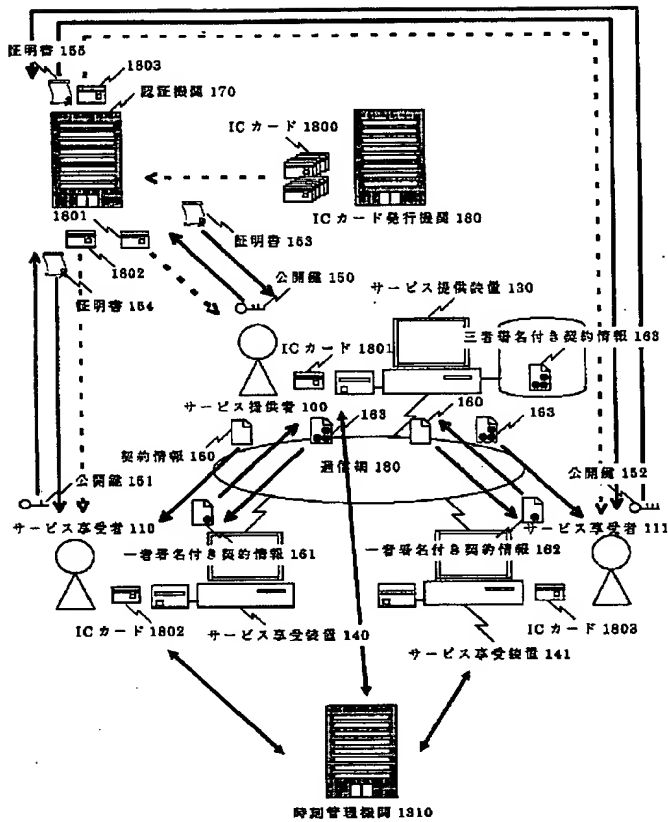 証明書 155
1803
認証機関 170
ICカード 1800
ICカード発行機関 180
1801
証明書 153
1802
証明書 154
公開鍵 150
サービス提供装置 130
三者署名付き契約情報 163
ICカード 1801
サービス提供者 100
163
160
163
契約情報 160
通信網 180
公開鍵 151
公開鍵 152
サービス享受者 110
サービス享受者 111
一者署名付き契約情報 161
一者署名付き契約情報 162
ICカード 1802
サービス享受装置 140
ICカード 1803
サービス享受装置 141
時刻管理機関 1310